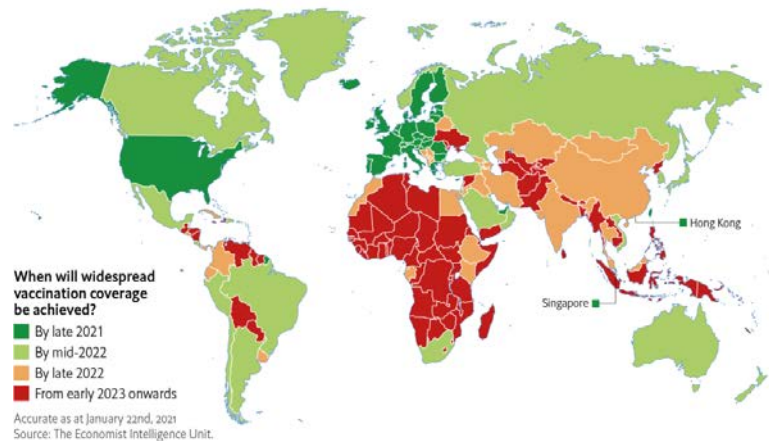 Hong Kong
Singapore
When will widespread
vaccination coverage
be achieved?
By late 2021
By mid-2022
By late 2022
From early 2023 onwards
Accurate as at January 22nd, 2021
Source: The Economist Intelligence Unit.